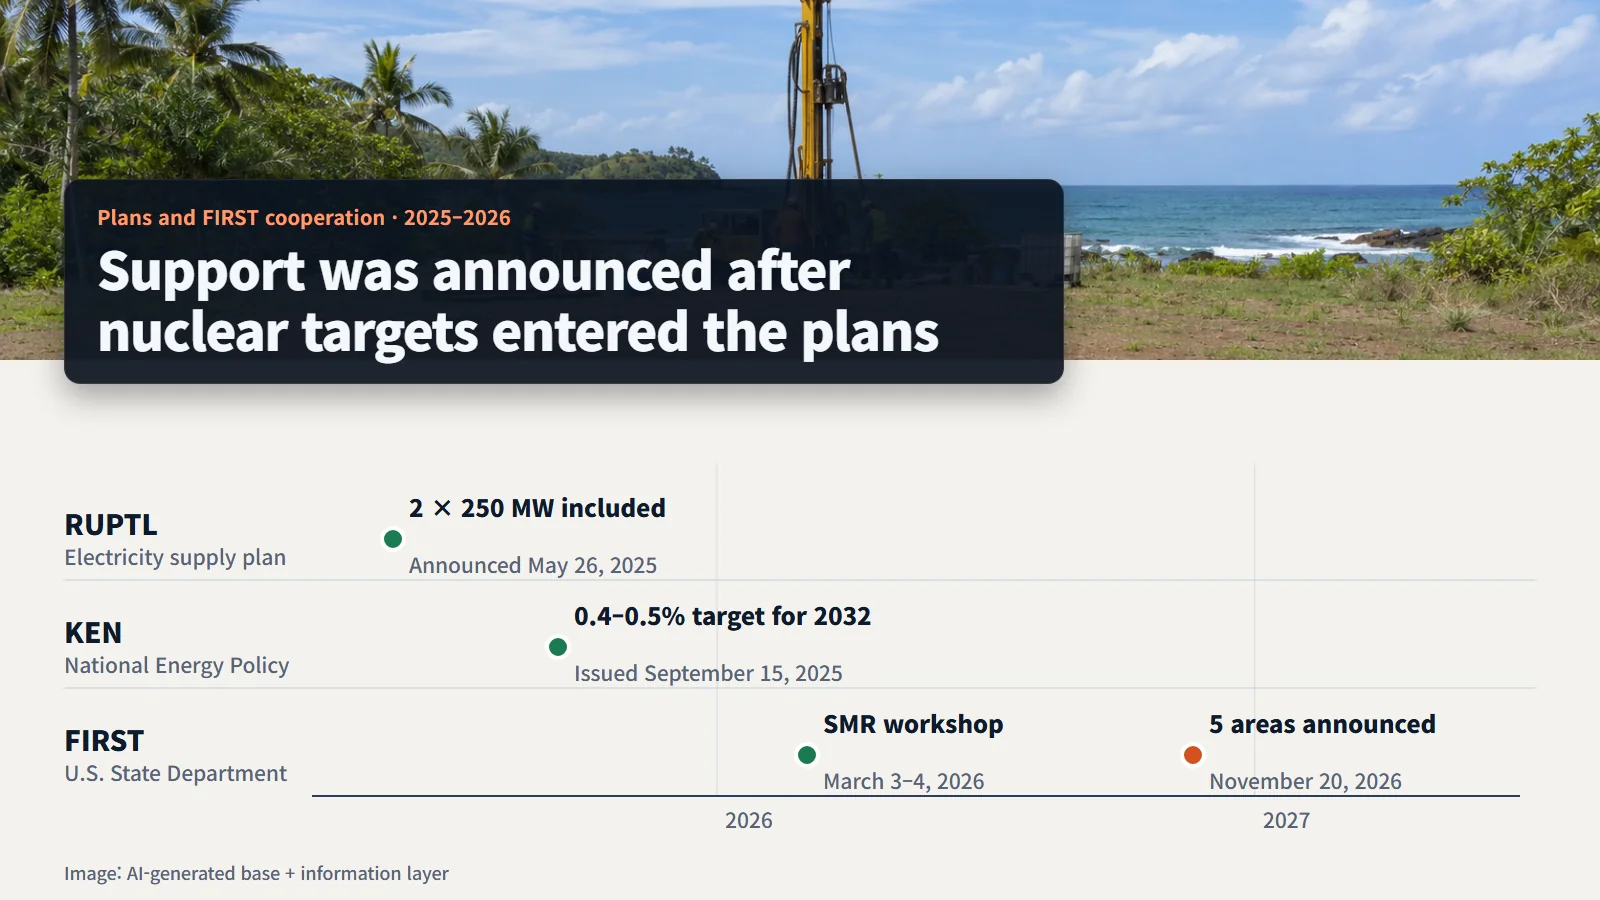 Plans and FIRST cooperation · 2025–2026
Support was announced after
nuclear targets entered the plans
RUPTL
Electricity supply plan
2 × 250 MW included
Announced May 26, 2025
KEN
National Energy Policy
0.4–0.5% target for 2032
Issued September 15, 2025
FIRST
U.S. State Department
SMR workshop
March 3–4, 2026
5 areas announced
November 20, 2026
2026
2027
Image: AI-generated base + information layer